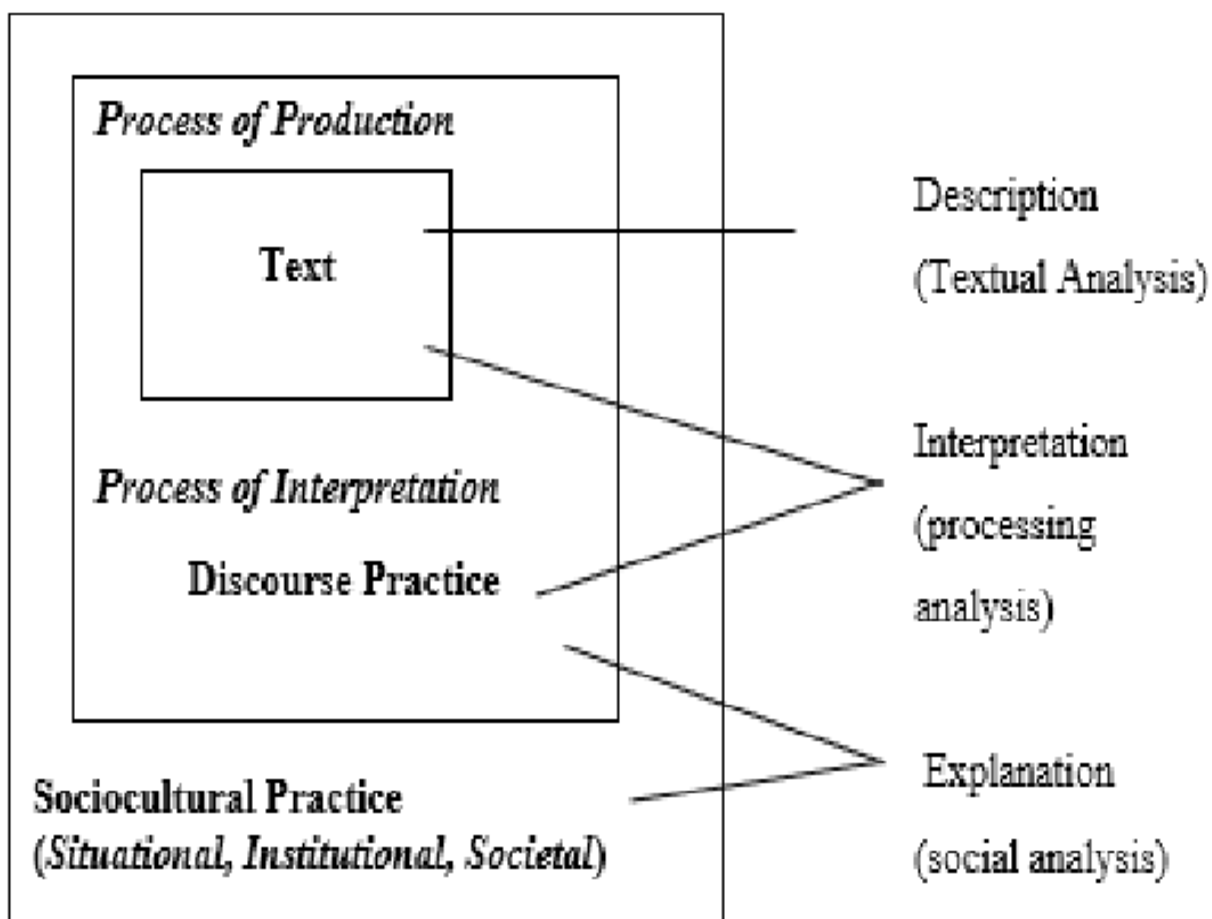 Process of Production
Text
Process of Interpretation
Discourse Practice
Sociocultural Practice
(Situational, Institutional, Societal)
Description
(Textual Analysis)
Interpretation
(processing
analysis)
Explanation
(social analysis)